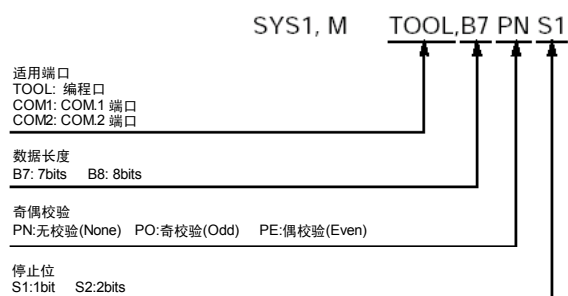 SYS1, M TOOL,B7 PN S1
适用端口
TOOL: 编程口
COM1: COM.1 端口
COM2: COM.2 端口
数据长度
B7: 7bits B8: 8bits
奇偶校验
PN:无校验(None) PO:奇校验(Odd) PE:偶校验(Even)
停止位
S1:1bit S2:2bits